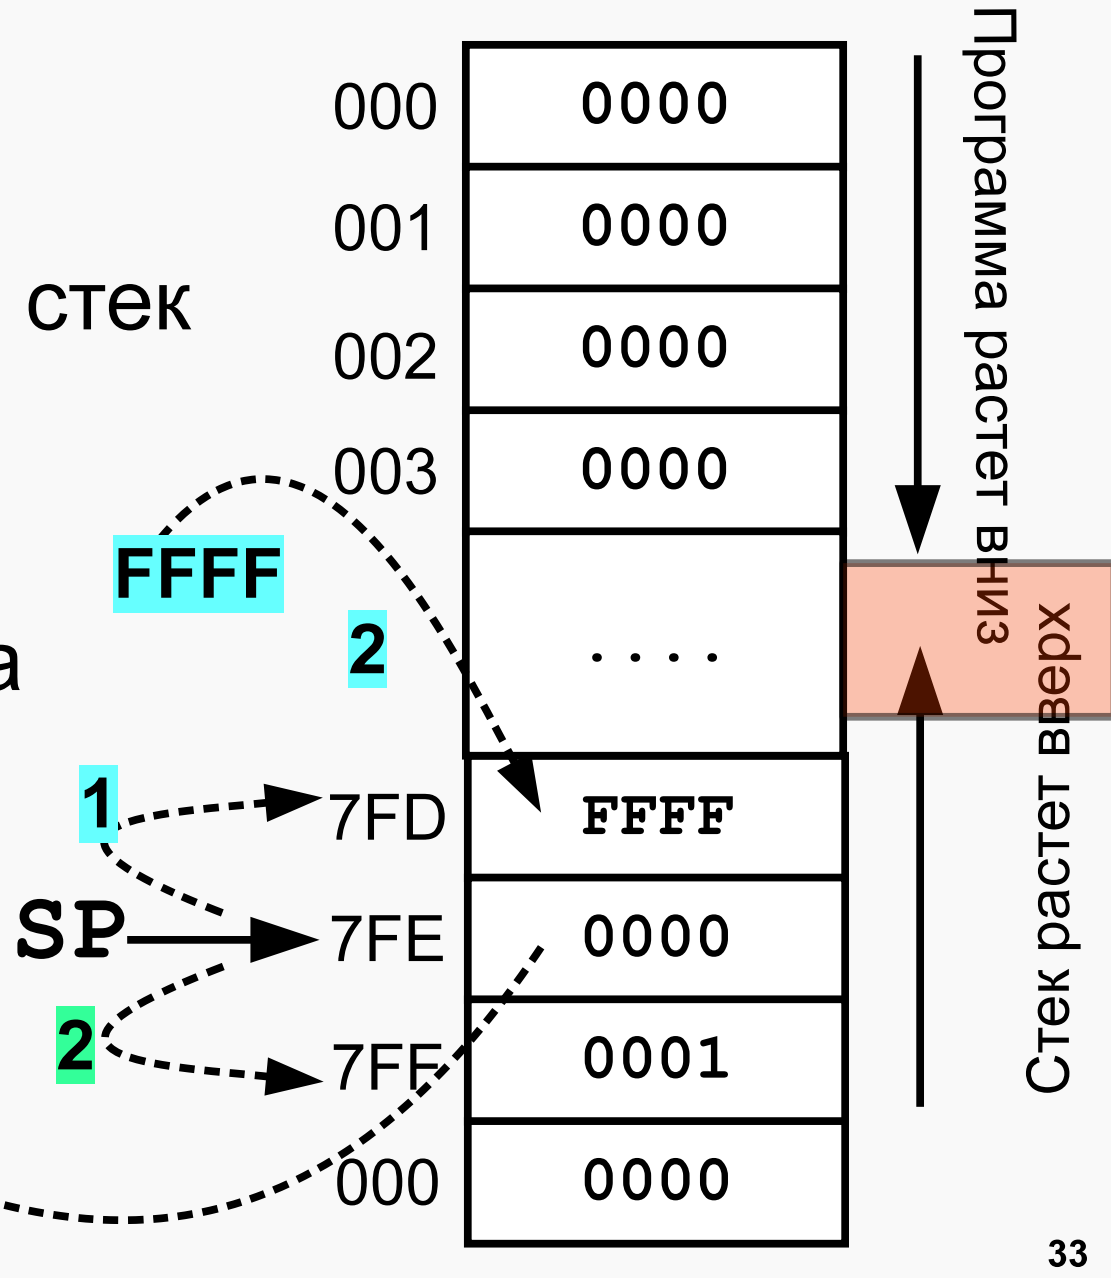 000 0000
001 0000
стек
002 0000
003 0000
FFFF
2
....
а
1
7FD FFFF
SP 7FE 0000
2
7FF 0001
000 0000
Программа растет вниз
Стек растет вверх
33